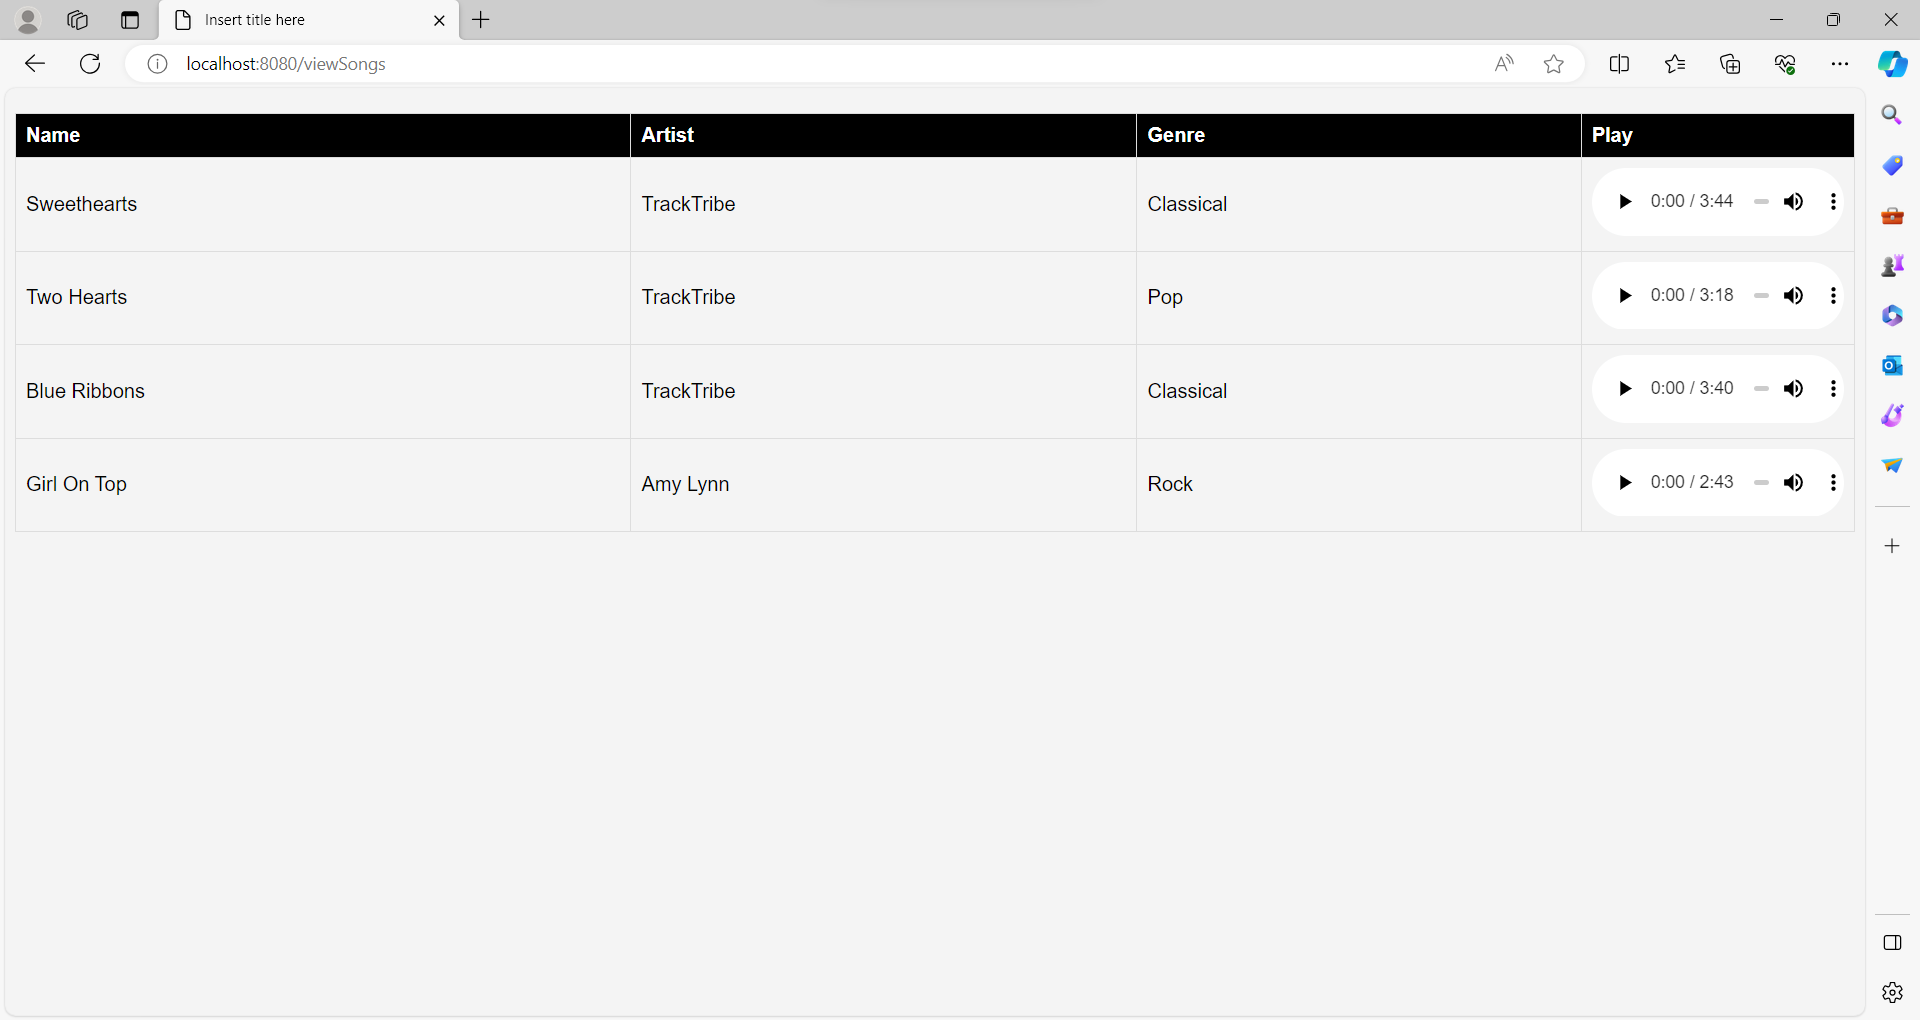 Insert title here
localhost:8080/viewSongs
Name Artist Genre Play
Sweethearts TrackTribe Classical 0:00 / 3:44
Two Hearts TrackTribe Pop 0:00 / 3:18
Blue Ribbons TrackTribe Classical 0:00 / 3:40
Girl On Top Amy Lynn Rock 0:00 / 2:43